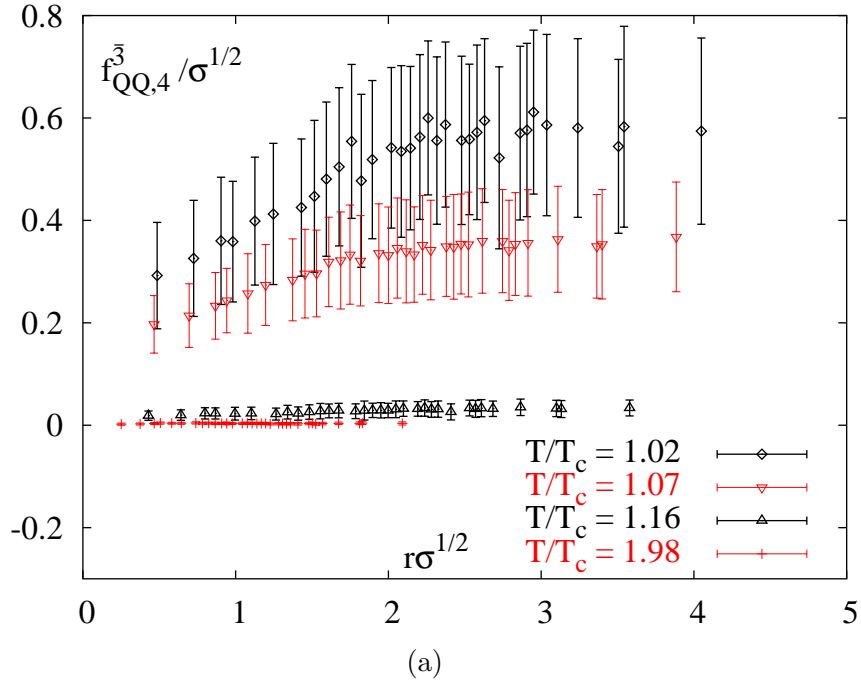 0.8
f^{\bar{3}}_{QQ,4} /σ^{1/2}
0.6
0.4
0.2
0
T/T_c = 1.02
T/T_c = 1.07
T/T_c = 1.16
-0.2
rσ^{1/2}
T/T_c = 1.98
0 1 2 3 4 5
(a)